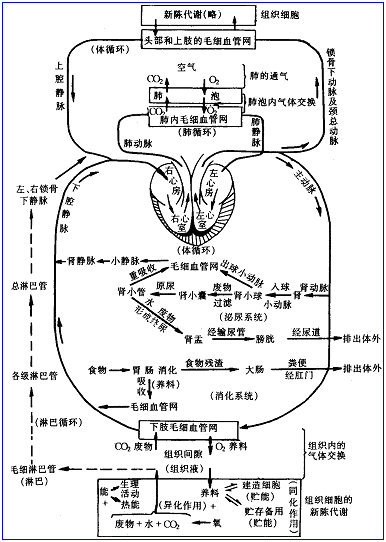 新陈代谢(略) 组织细胞
头部和上肢的毛细血管网
(体循环)
上腔静脉
锁骨下动脉及颈总动脉
空气
CO₂ O₂ 肺的通气
肺 泡
CO₂ O₂ 肺泡内气体交换
肺内毛细血管网
肺动脉 (肺循环) 肺静脉
右心房 左心房
右心室 左心室
下腔静脉
主动脉
左、右锁骨下静脉
(体循环)
肾静脉 小静脉 毛细血管网
重吸收 出球小动脉
总淋巴管
肾小管 原尿 肾小囊 废物 过滤 肾小球 入球 小动脉 肾 肾动脉
水 废物 形成终尿
(泌尿系统)
肾盂 经输尿管 膀胱 经尿道 排出体外
各级淋巴管
食物 胃 肠 消化 食物残渣 大肠 粪便 经肛门 排出体外
吸收 (养料)
(消化系统)
毛细血管网
(淋巴循环)
下肢毛细血管网
CO₂ 废物 O₂ 养料
组织间隙
(组织液)
组织内的气体交换
毛细淋巴管
(淋巴)
能 + 生理活动 热能
(异化作用) +
养料
建造细胞
(贮能)
贮存备用
(贮能)
(同化作用)
废物 + 水 + CO₂ 氧
组织细胞的新陈代谢